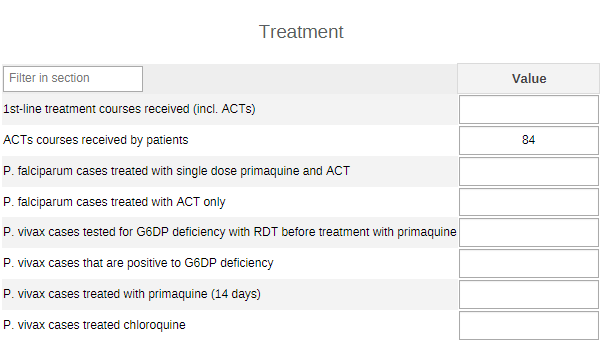 Treatment
Filter in section Value
1st-line treatment courses received (incl. ACTs)
ACTs courses received by patients 84
P. falciparum cases treated with single dose primaquine and ACT
P. falciparum cases treated with ACT only
P. vivax cases tested for G6DP deficiency with RDT before treatment with primaquine
P. vivax cases that are positive to G6DP deficiency
P. vivax cases treated with primaquine (14 days)
P. vivax cases treated chloroquine